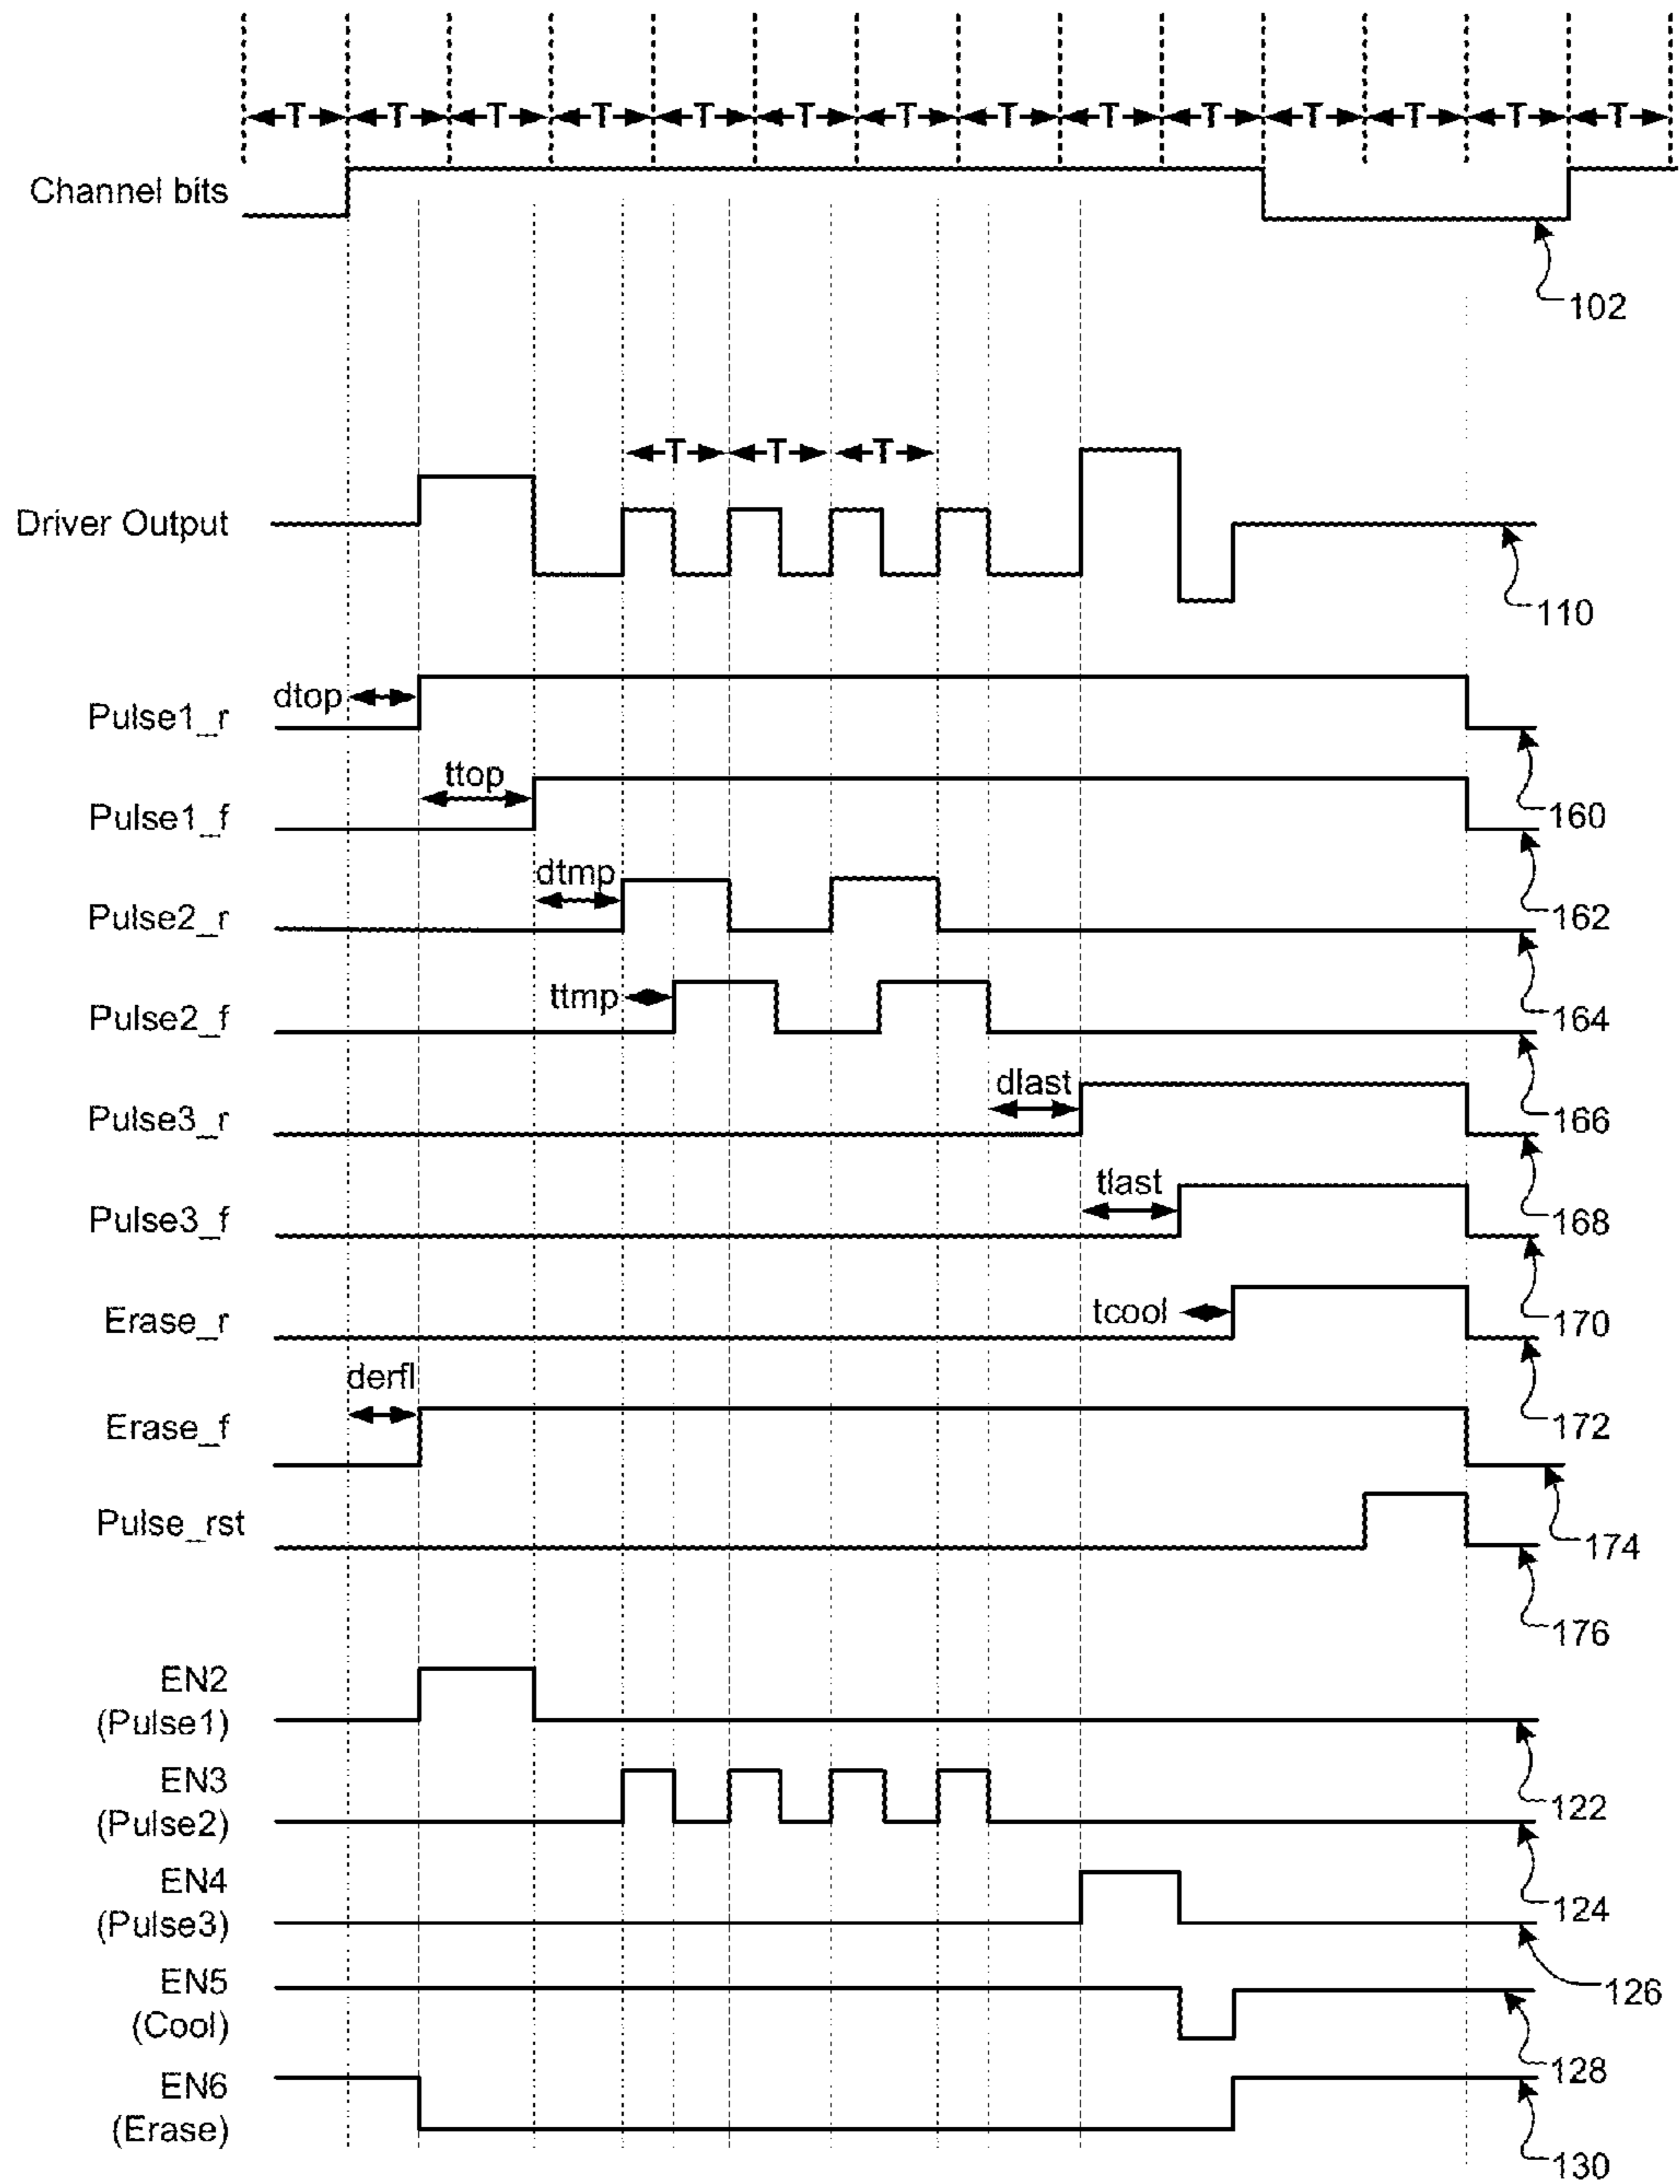 T T T T T T T T T T T T T T
Channel bits
102
T T T
Driver Output
110
dtop
Pulse1_r
160
ttop
Pulse1_f
162
dtmp
Pulse2_r
164
ttmp
Pulse2_f
166
dlast
Pulse3_r
168
tlast
Pulse3_f
170
tcool
Erase_r
172
derfl
Erase_f
174
Pulse_rst
176
EN2
(Pulse1)
122
EN3
(Pulse2)
124
EN4
(Pulse3)
126
EN5
(Cool)
128
EN6
(Erase)
130